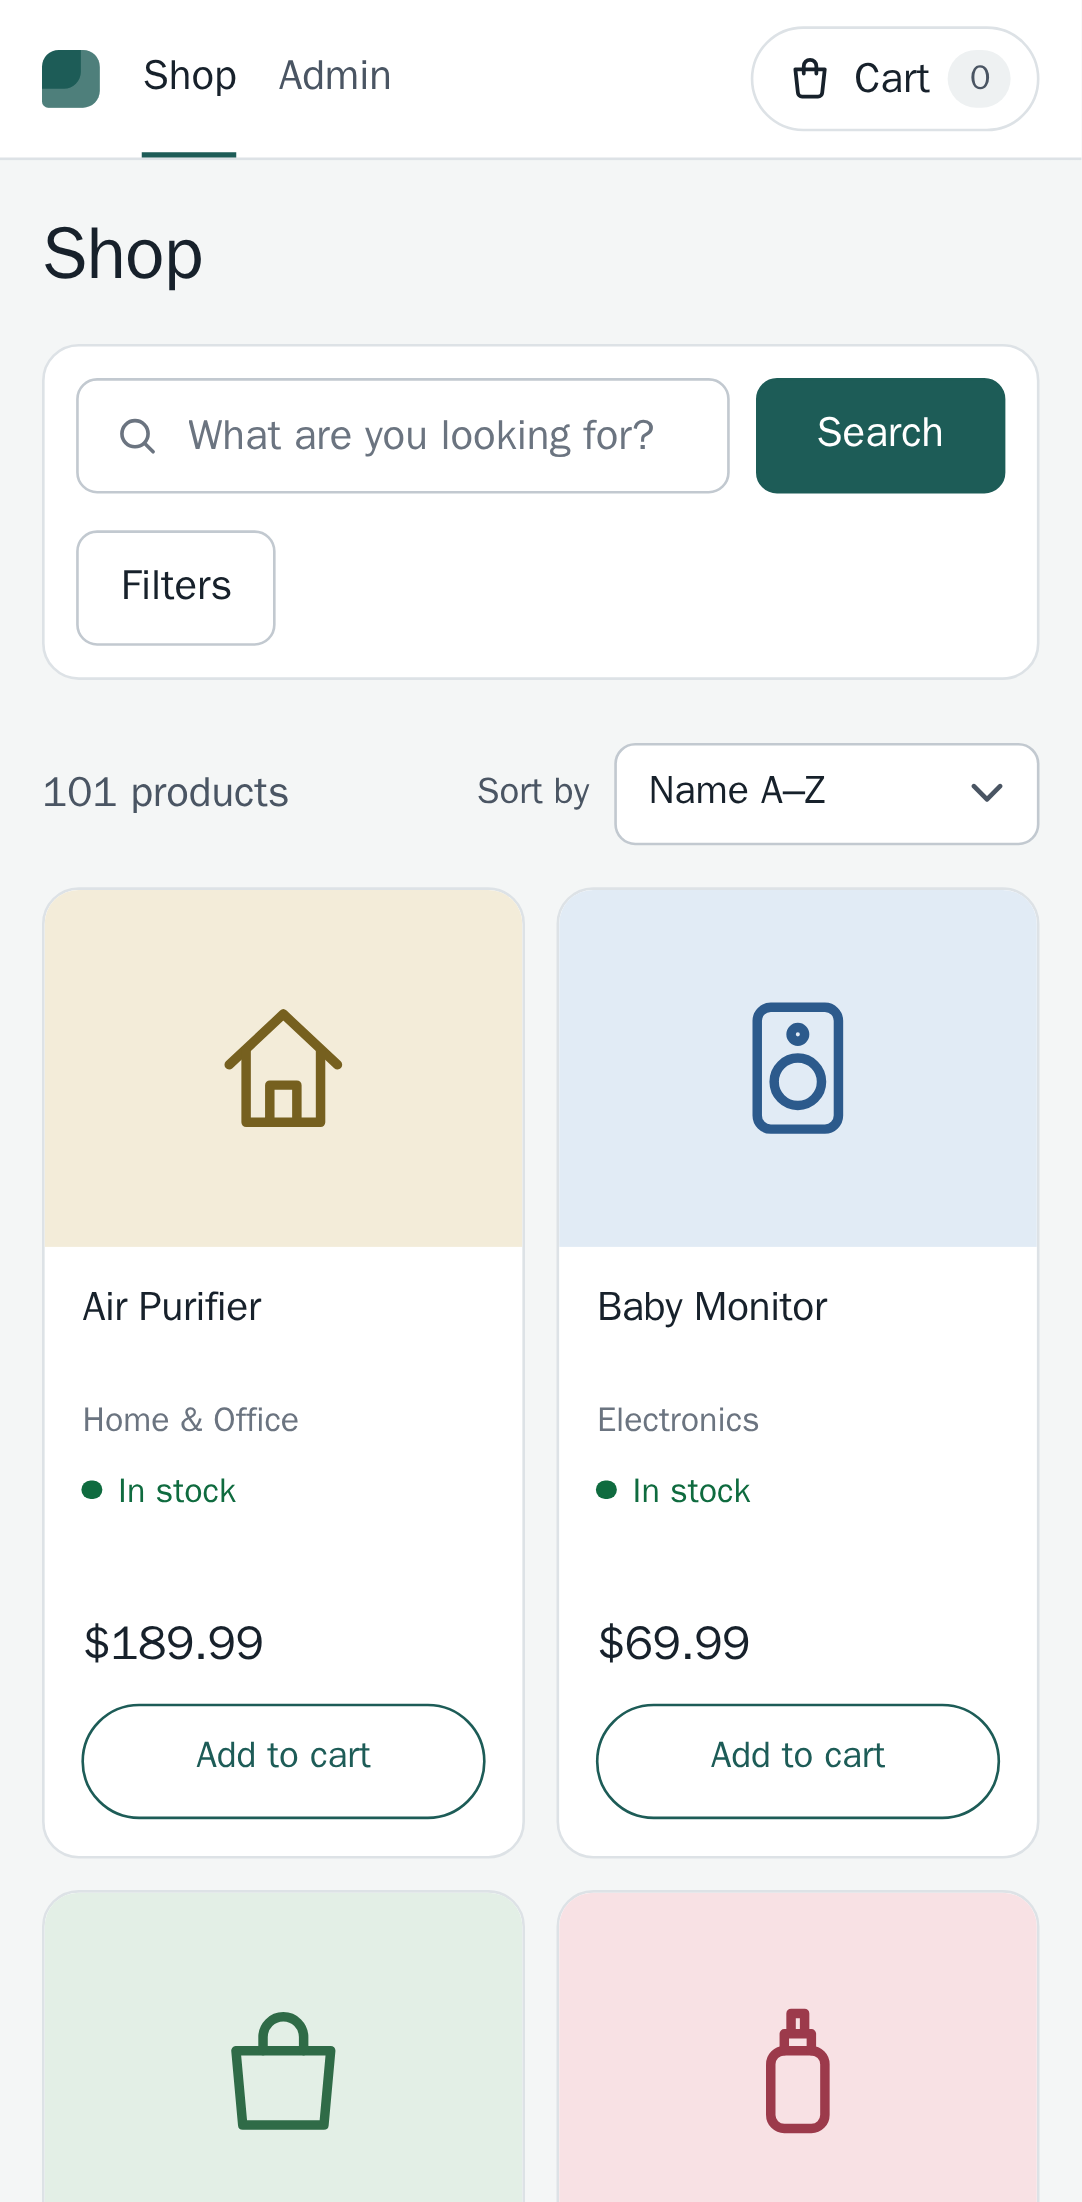 Shop Admin Cart 0
Shop
What are you looking for? Search
Filters
101 products Sort by Name A–Z
Air Purifier
Home & Office
In stock
$189.99
Add to cart
Baby Monitor
Electronics
In stock
$69.99
Add to cart